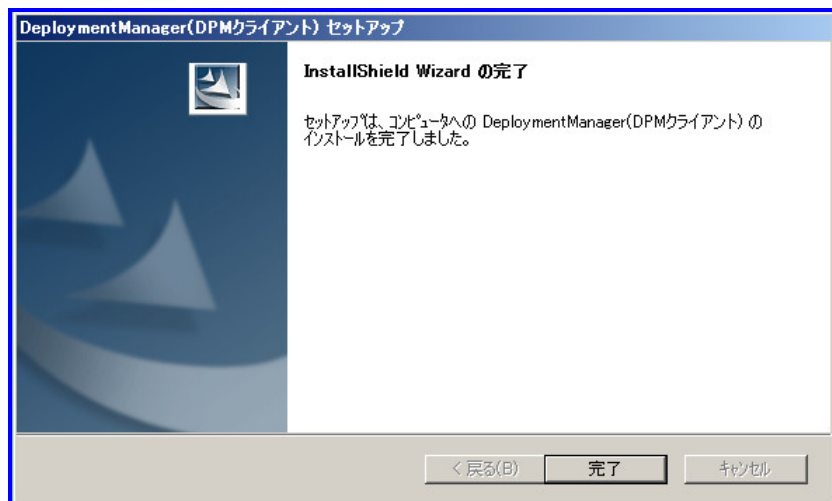 DeploymentManager(DPMクライアント) セットアップ
InstallShield Wizard の完了
セットアップは、コンピュータへの DeploymentManager(DPMクライアント) の
インストールを完了しました。
< 戻る(B)
完了
キャンセル